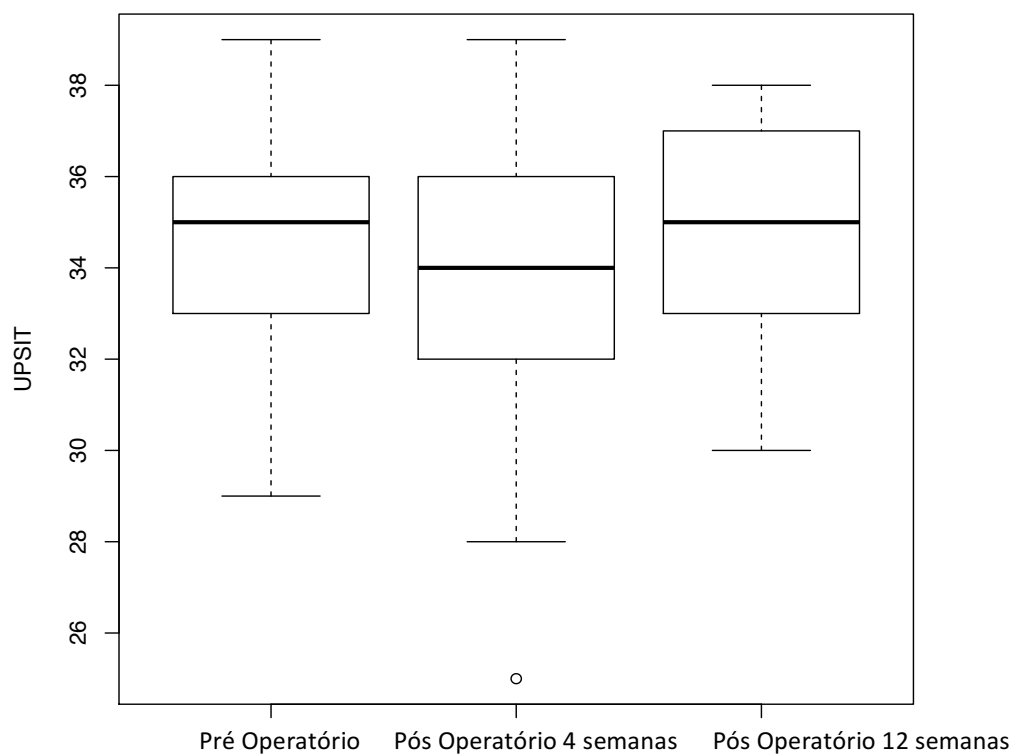 38
36
34
32
30
28
26
UPSIT
Pré Operatório
Pós Operatório 4 semanas
Pós Operatório 12 semanas